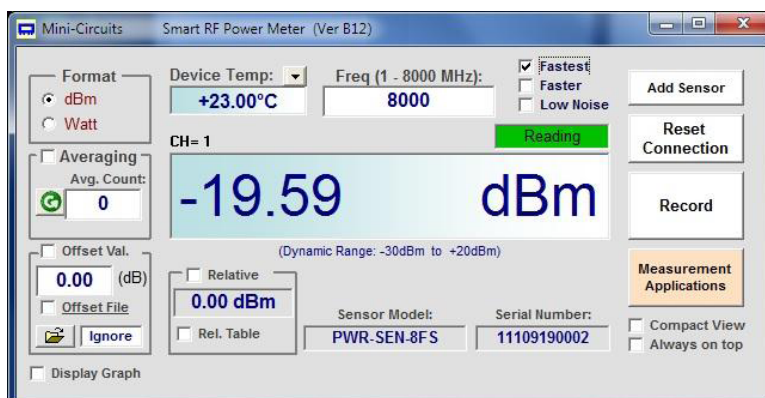 Mini-Circuits Smart RF Power Meter (Ver B12)
Format
dBm
Watt
Device Temp:
+23.00°C
Freq (1 - 8000 MHz):
8000
Fastest
Faster
Low Noise
Add Sensor
Reset
Connection
Record
Measurement
Applications
Compact View
Always on top
CH= 1
Reading
Averaging
Avg. Count:
0
-19.59 dBm
(Dynamic Range: -30dBm to +20dBm)
Offset Val.
0.00 (dB)
Offset File
Ignore
Relative
0.00 dBm
Rel. Table
Sensor Model:
PWR-SEN-8FS
Serial Number:
11109190002
Display Graph